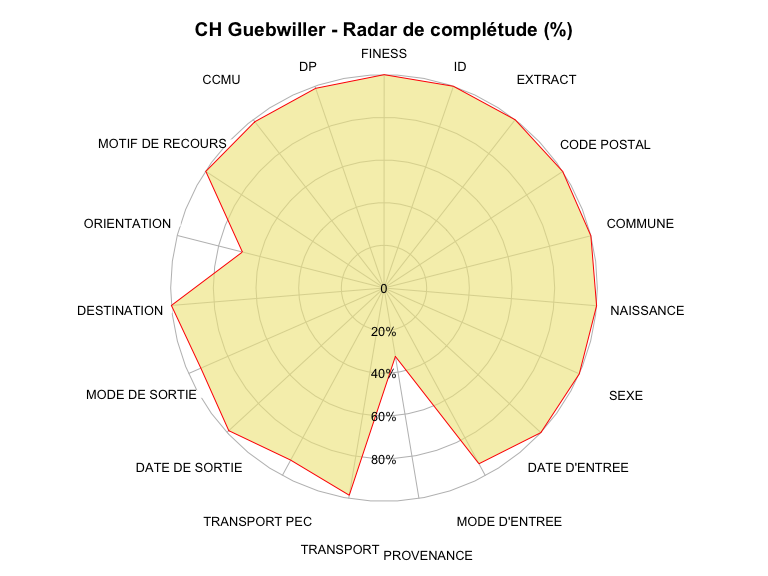 CH Guebwiller - Radar de complétude (%)
FINESS
ID
EXTRACT
CODE POSTAL
COMMUNE
NAISSANCE
SEXE
DATE D'ENTREE
MODE D'ENTREE
PROVENANCE
TRANSPORT
TRANSPORT PEC
DATE DE SORTIE
MODE DE SORTIE
DESTINATION
ORIENTATION
MOTIF DE RECOURS
CCMU
DP
0
20%
40%
60%
80%